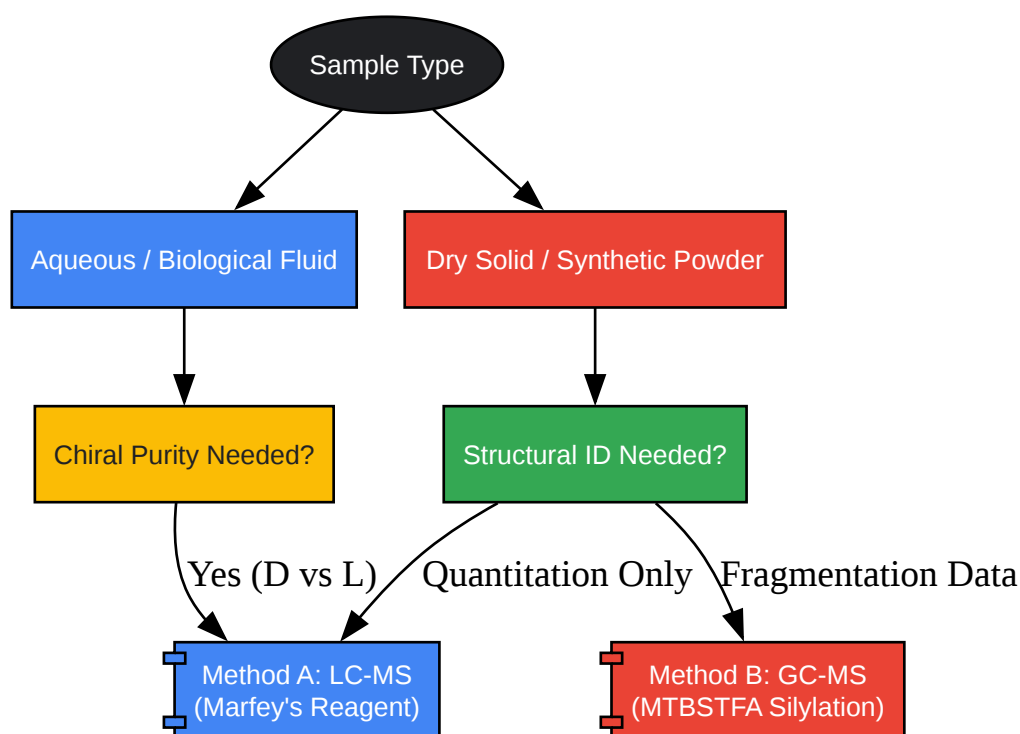 Sample Type
Aqueous / Biological Fluid
Dry Solid / Synthetic Powder
Chiral Purity Needed?
Structural ID Needed?
Yes (D vs L)
Quantitation Only
Fragmentation Data
Method A: LC-MS
(Marfey's Reagent)
Method B: GC-MS
(MTBSTFA Silylation)